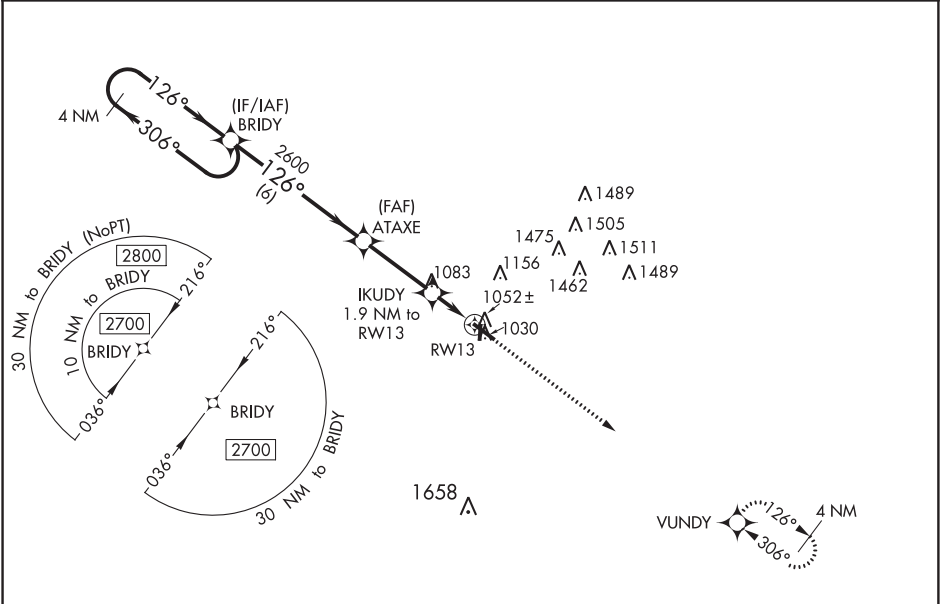 126°
4 NM
306°
(IF/IAF)
BRIDY
2600
126°
(6)
(FAF)
ATAXE
1489
1505
1475
1511
1156
1462
1489
1083
IKUDY
1.9 NM to
RW13
1052±
1030
RW13
30 NM to BRIDY (NoPT)
2800
216°
10 NM to BRIDY
2700
BRIDY
036°
216°
BRIDY
036°
2700
30 NM to BRIDY
1658
VUNDY
126°
4 NM
306°